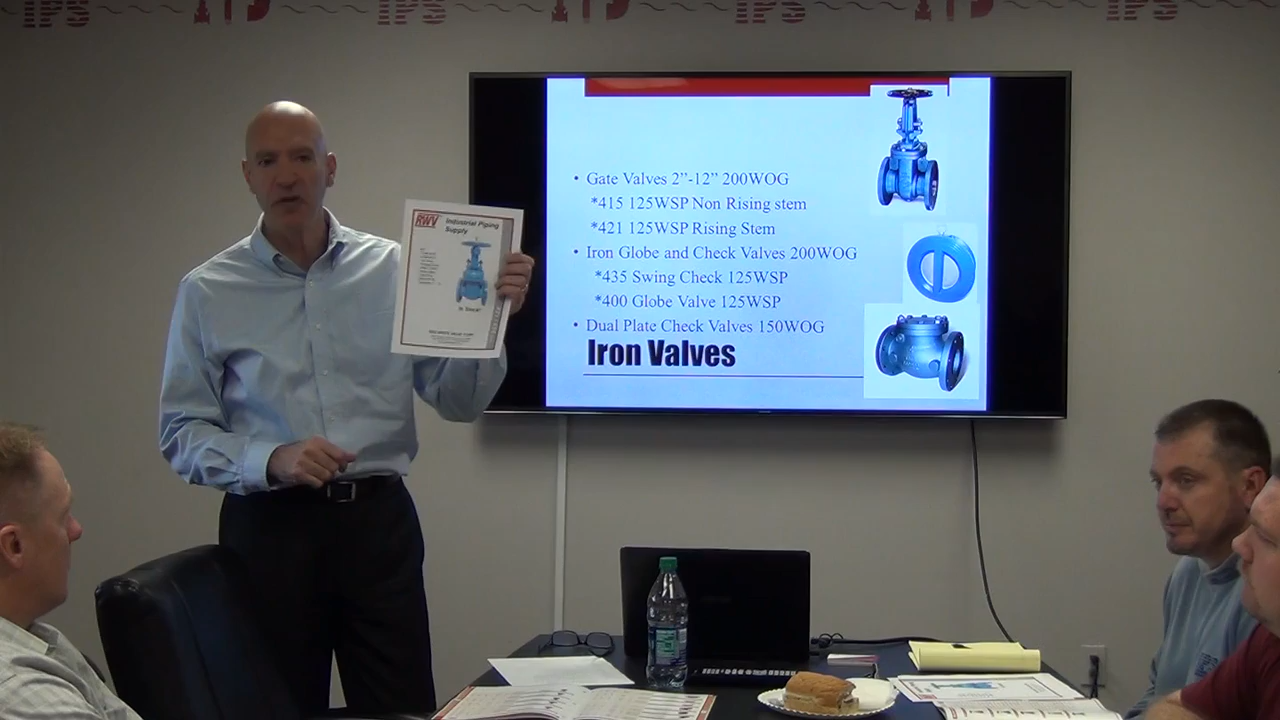 IPS
IPS
IPS
• Gate Valves 2”-12” 200WOG
*415 125WSP Non Rising stem
*421 125WSP Rising Stem
• Iron Globe and Check Valves 200WOG
*435 Swing Check 125WSP
*400 Globe Valve 125WSP
• Dual Plate Check Valves 150WOG
Iron Valves
RWV
Industrial Piping
Supply
In Stock!